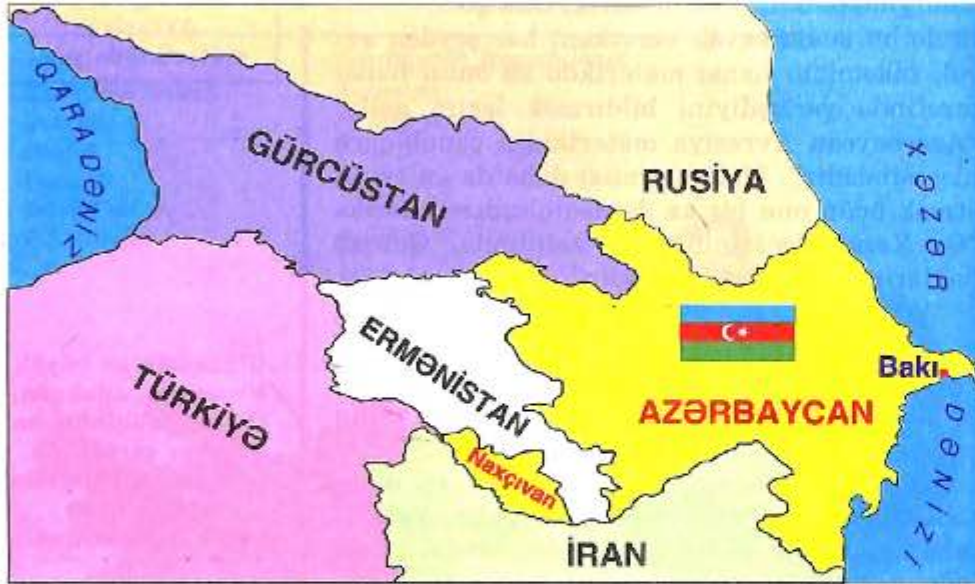 QARADƏNİZ
GÜRCÜSTAN
RUSİYA
XƏZƏR DƏNİZİ
ERMƏNİSTAN
Bakı
TÜRKİYƏ
AZƏRBAYCAN
Naxçıvan
İRAN